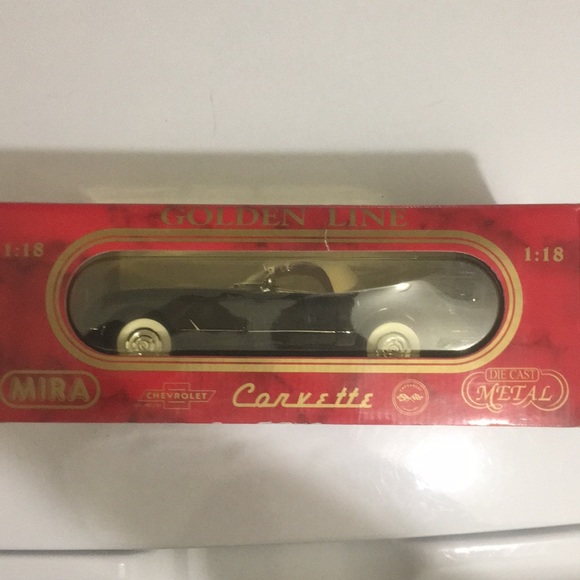 GOLDEN LINE
1:18
1:18
MIRA
CHEVROLET
Corvette
DIE CAST
METAL